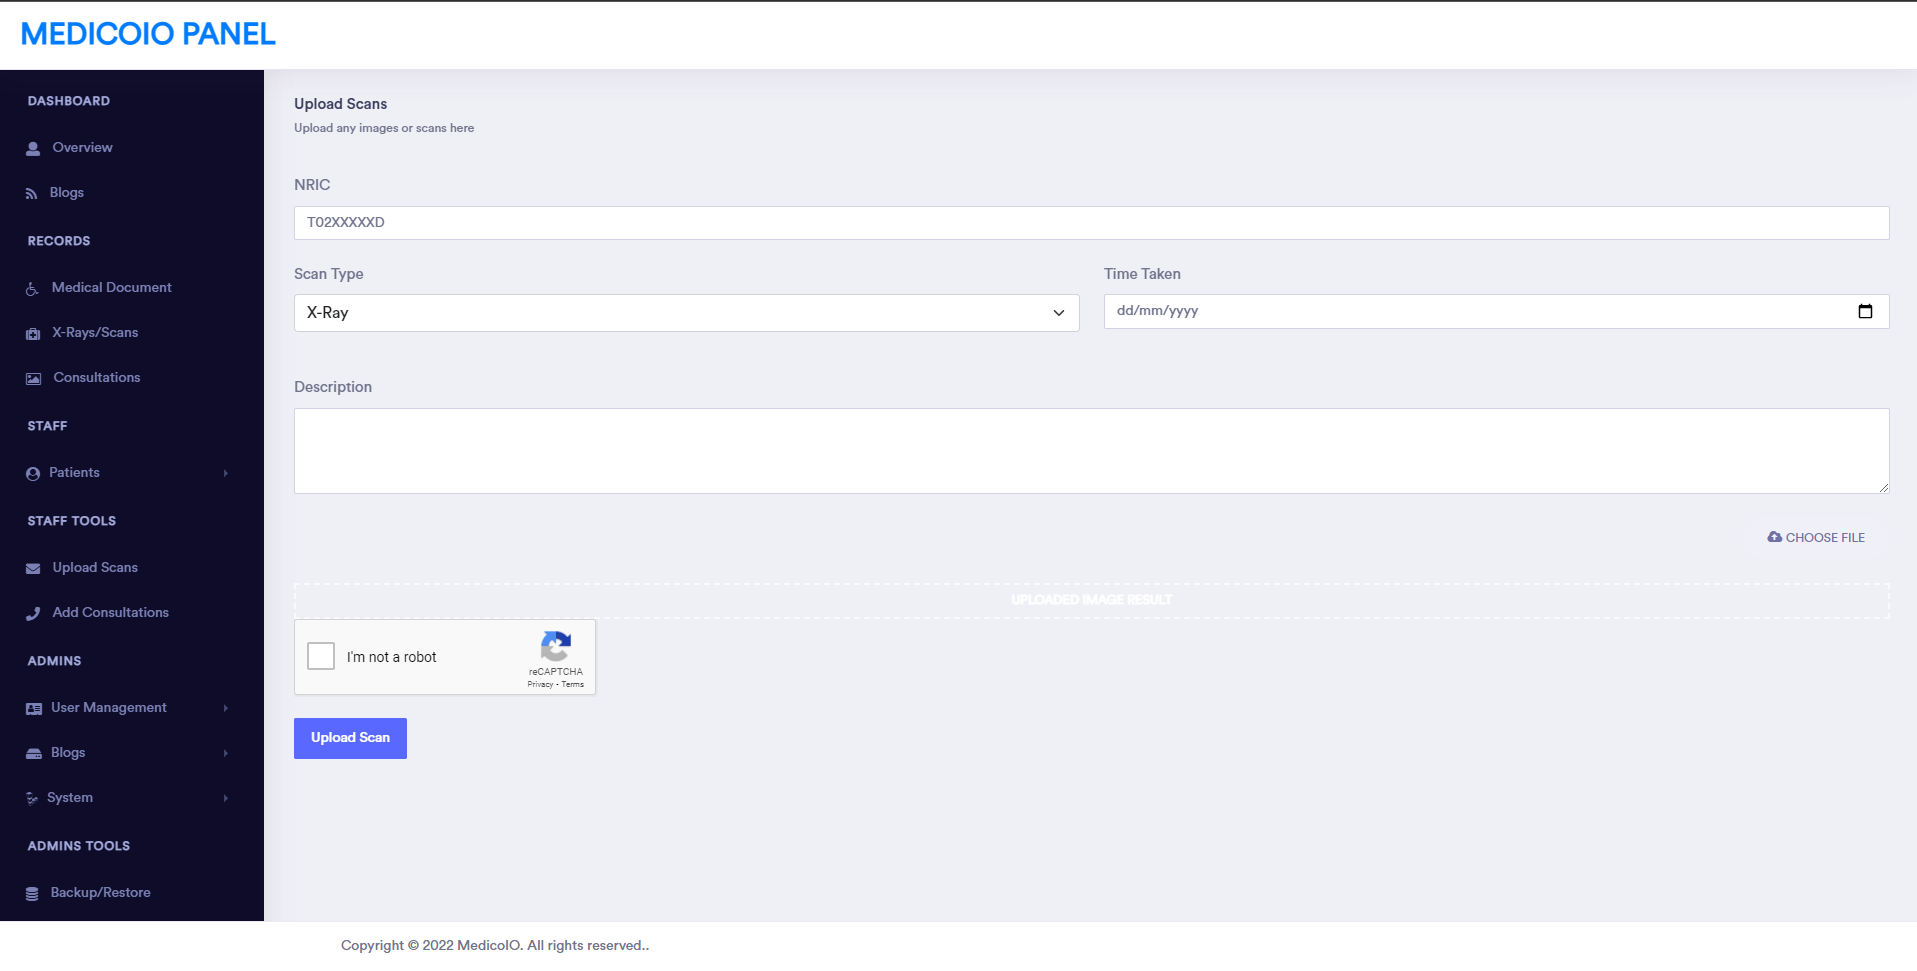 MEDICOIO PANEL
DASHBOARD
Overview
Blogs
RECORDS
Medical Document
X-Rays/Scans
Consultations
STAFF
Patients
STAFF TOOLS
Upload Scans
Add Consultations
ADMINS
User Management
Blogs
System
ADMINS TOOLS
Backup/Restore
Upload Scans
Upload any images or scans here
NRIC
T02XXXXXD
Scan Type
Time Taken
X-Ray
dd/mm/yyyy
Description
CHOOSE FILE
UPLOADED IMAGE RESULT
I'm not a robot
reCAPTCHA
Privacy - Terms
Upload Scan
Copyright © 2022 MedicoIO. All rights reserved..